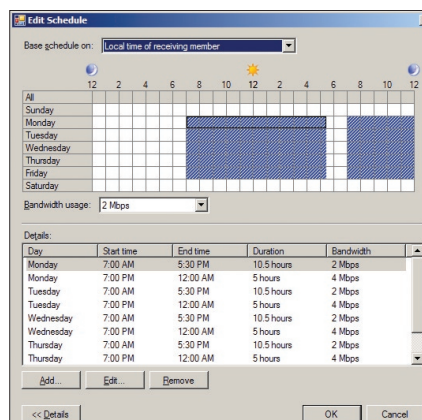 Edit Schedule
Base schedule on: Local time of receiving member
12 2 4 6 8 10 12 2 4 6 8 10 12
All
Sunday
Monday
Tuesday
Wednesday
Thursday
Friday
Saturday
Bandwidth usage: 2 Mbps
Details:
Day Start time End time Duration Bandwidth
Monday 7:00 AM 5:30 PM 10.5 hours 2 Mbps
Monday 7:00 PM 12:00 AM 5 hours 4 Mbps
Tuesday 7:00 AM 5:30 PM 10.5 hours 2 Mbps
Tuesday 7:00 PM 12:00 AM 5 hours 4 Mbps
Wednesday 7:00 AM 5:30 PM 10.5 hours 2 Mbps
Wednesday 7:00 PM 12:00 AM 5 hours 4 Mbps
Thursday 7:00 AM 5:30 PM 10.5 hours 2 Mbps
Thursday 7:00 PM 12:00 AM 5 hours 4 Mbps
Add... Edit... Remove
<< Details OK Cancel